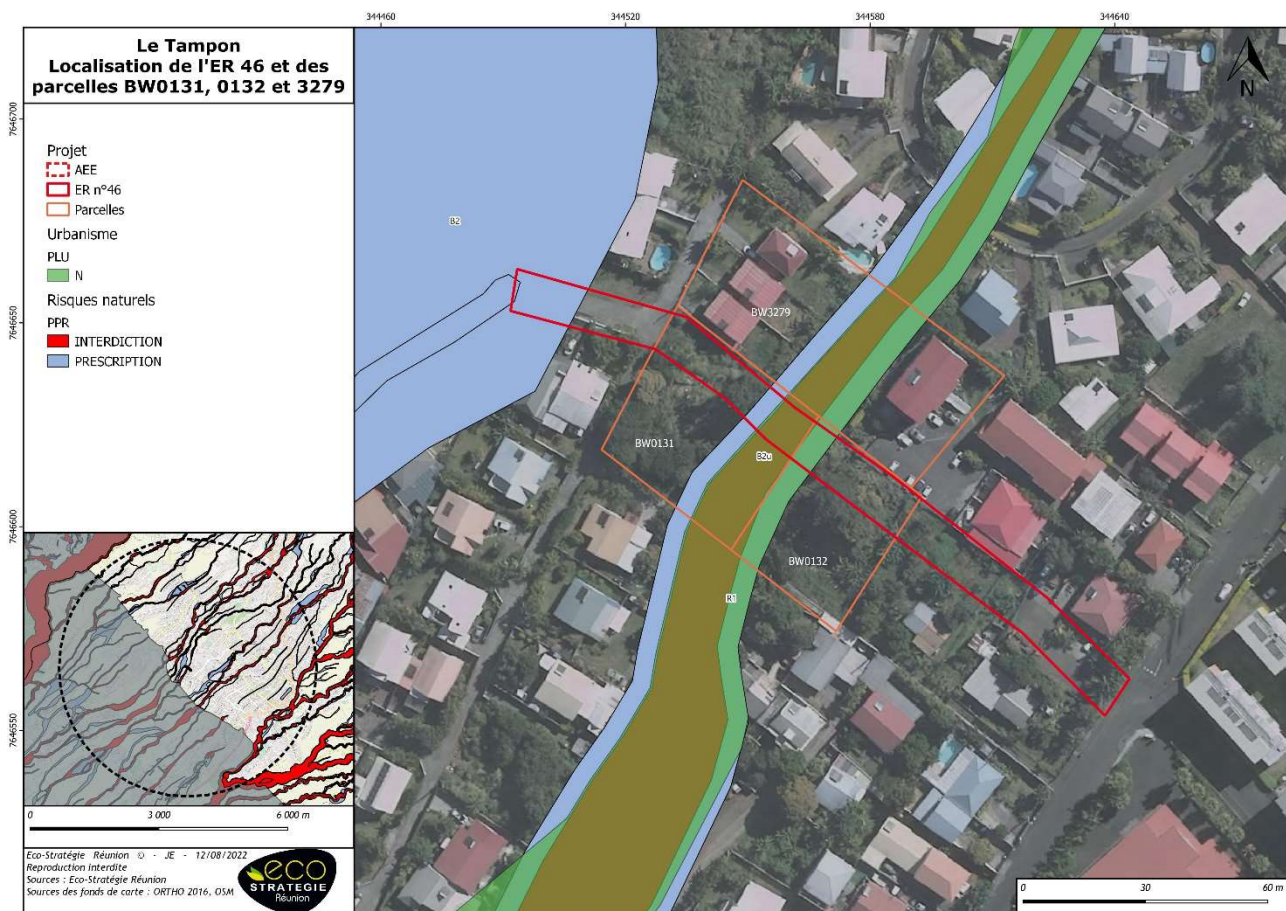 344460
344520
344580
344640
Le Tampon
Localisation de l'ER 46 et des
parcelles BW0131, 0132 et 3279
7646700
7646650
7646600
7646550
Projet
AEE
ER n°46
Parcelles
Urbanisme
PLU
N
Risques naturels
PPR
INTERDICTION
PRESCRIPTION
B2
BW3279
BW0131
B2u
BW0132
R1
N
0
3 000
6 000 m
Eco-Stratégie Réunion © - JE - 12/08/2022
Reproduction interdite
Sources : Eco-Stratégie Réunion
Sources des fonds de carte : ORTHO 2016, OSM
eco
STRATEGIE
Réunion
0
30
60 m